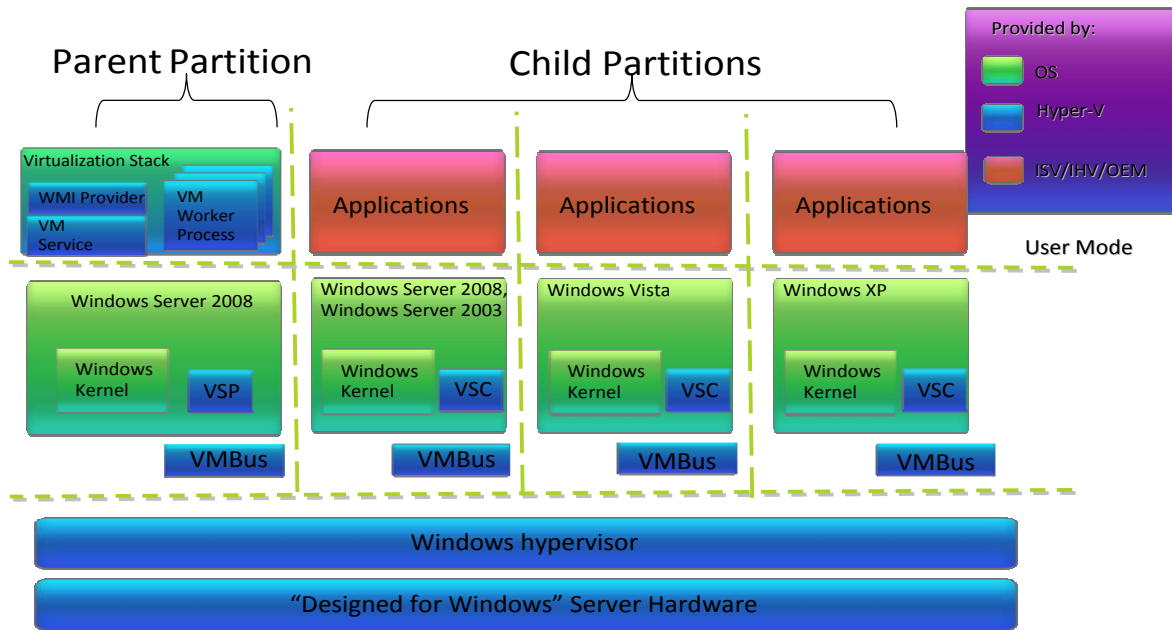 Parent Partition
Child Partitions
Provided by:
OS
Hyper-V
ISV/IHV/OEM
Virtualization Stack
WMI Provider
VM
Service
VM
Worker
Process
Applications
Applications
Applications
User Mode
Windows Server 2008
Windows Kernel
VSP
Windows Server 2008,
Windows Server 2003
Windows
Kernel
VSC
Windows Vista
Windows
Kernel
VSC
Windows XP
Windows
Kernel
VSC
VMBus
VMBus
VMBus
VMBus
Windows hypervisor
“Designed for Windows” Server Hardware